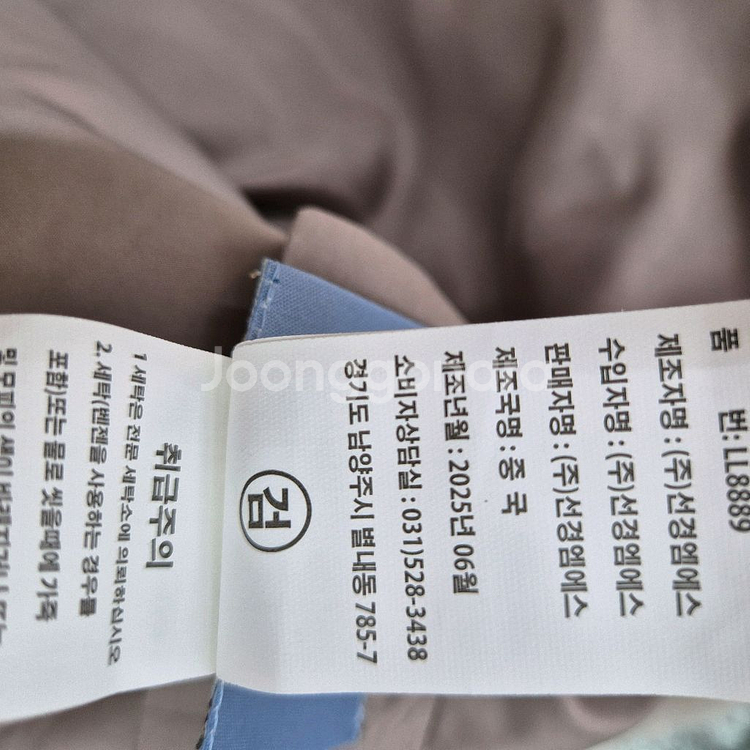 품 번: LL8889
제조자명 : (주)선경엠에스
수입자명 : (주)선경엠에스
판매자명 : (주)선경엠에스
제조국명 : 중 국
제조년월 : 2025년 06월
소비자상담실 : 031)528-3438
경기도 남양주시 별내동 785-7
검
취급주의
1 세탁은 전문 세탁소에 의뢰하십시오
2. 세탁(벤젠을 사용하는 경우를
포함)또는 물로 씻을때에 가죽
및 모피의
Joonggonara